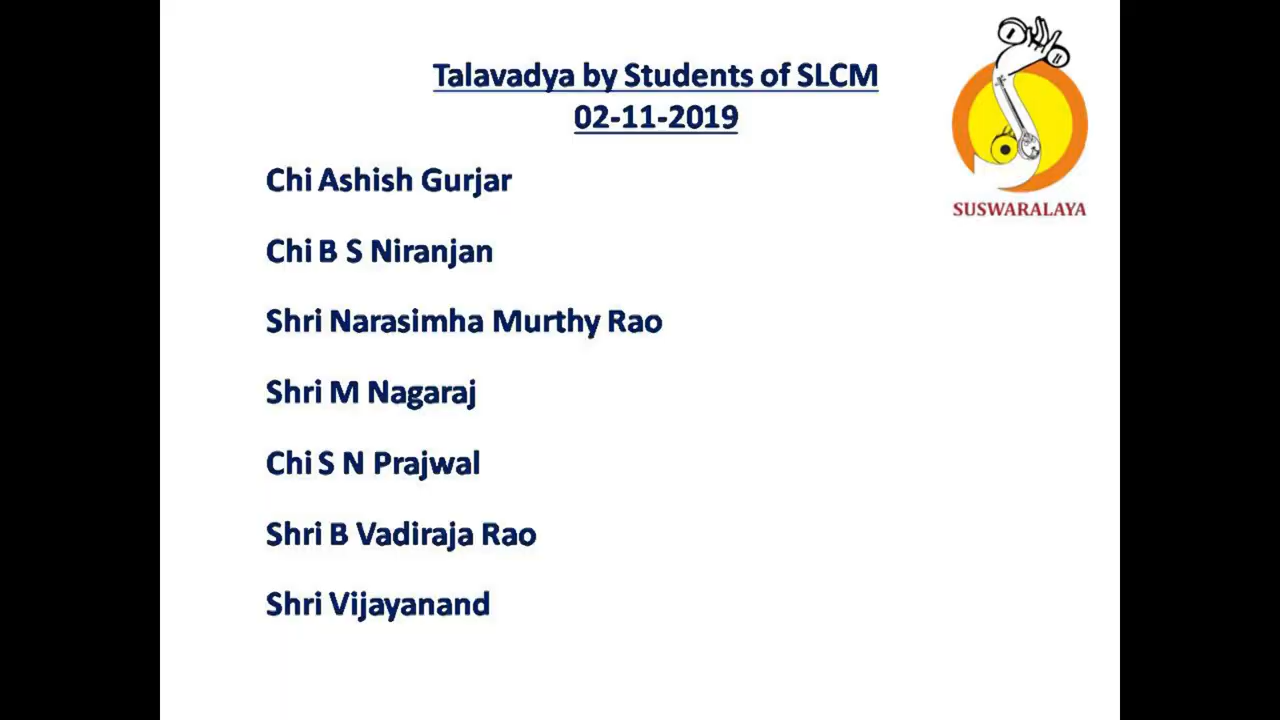 Talavadya by Students of SLCM
02-11-2019
SUSWARALAYA
Chi Ashish Gurjar
Chi B S Niranjan
Shri Narasimha Murthy Rao
Shri M Nagaraj
Chi S N Prajwal
Shri B Vadiraja Rao
Shri Vijayanand